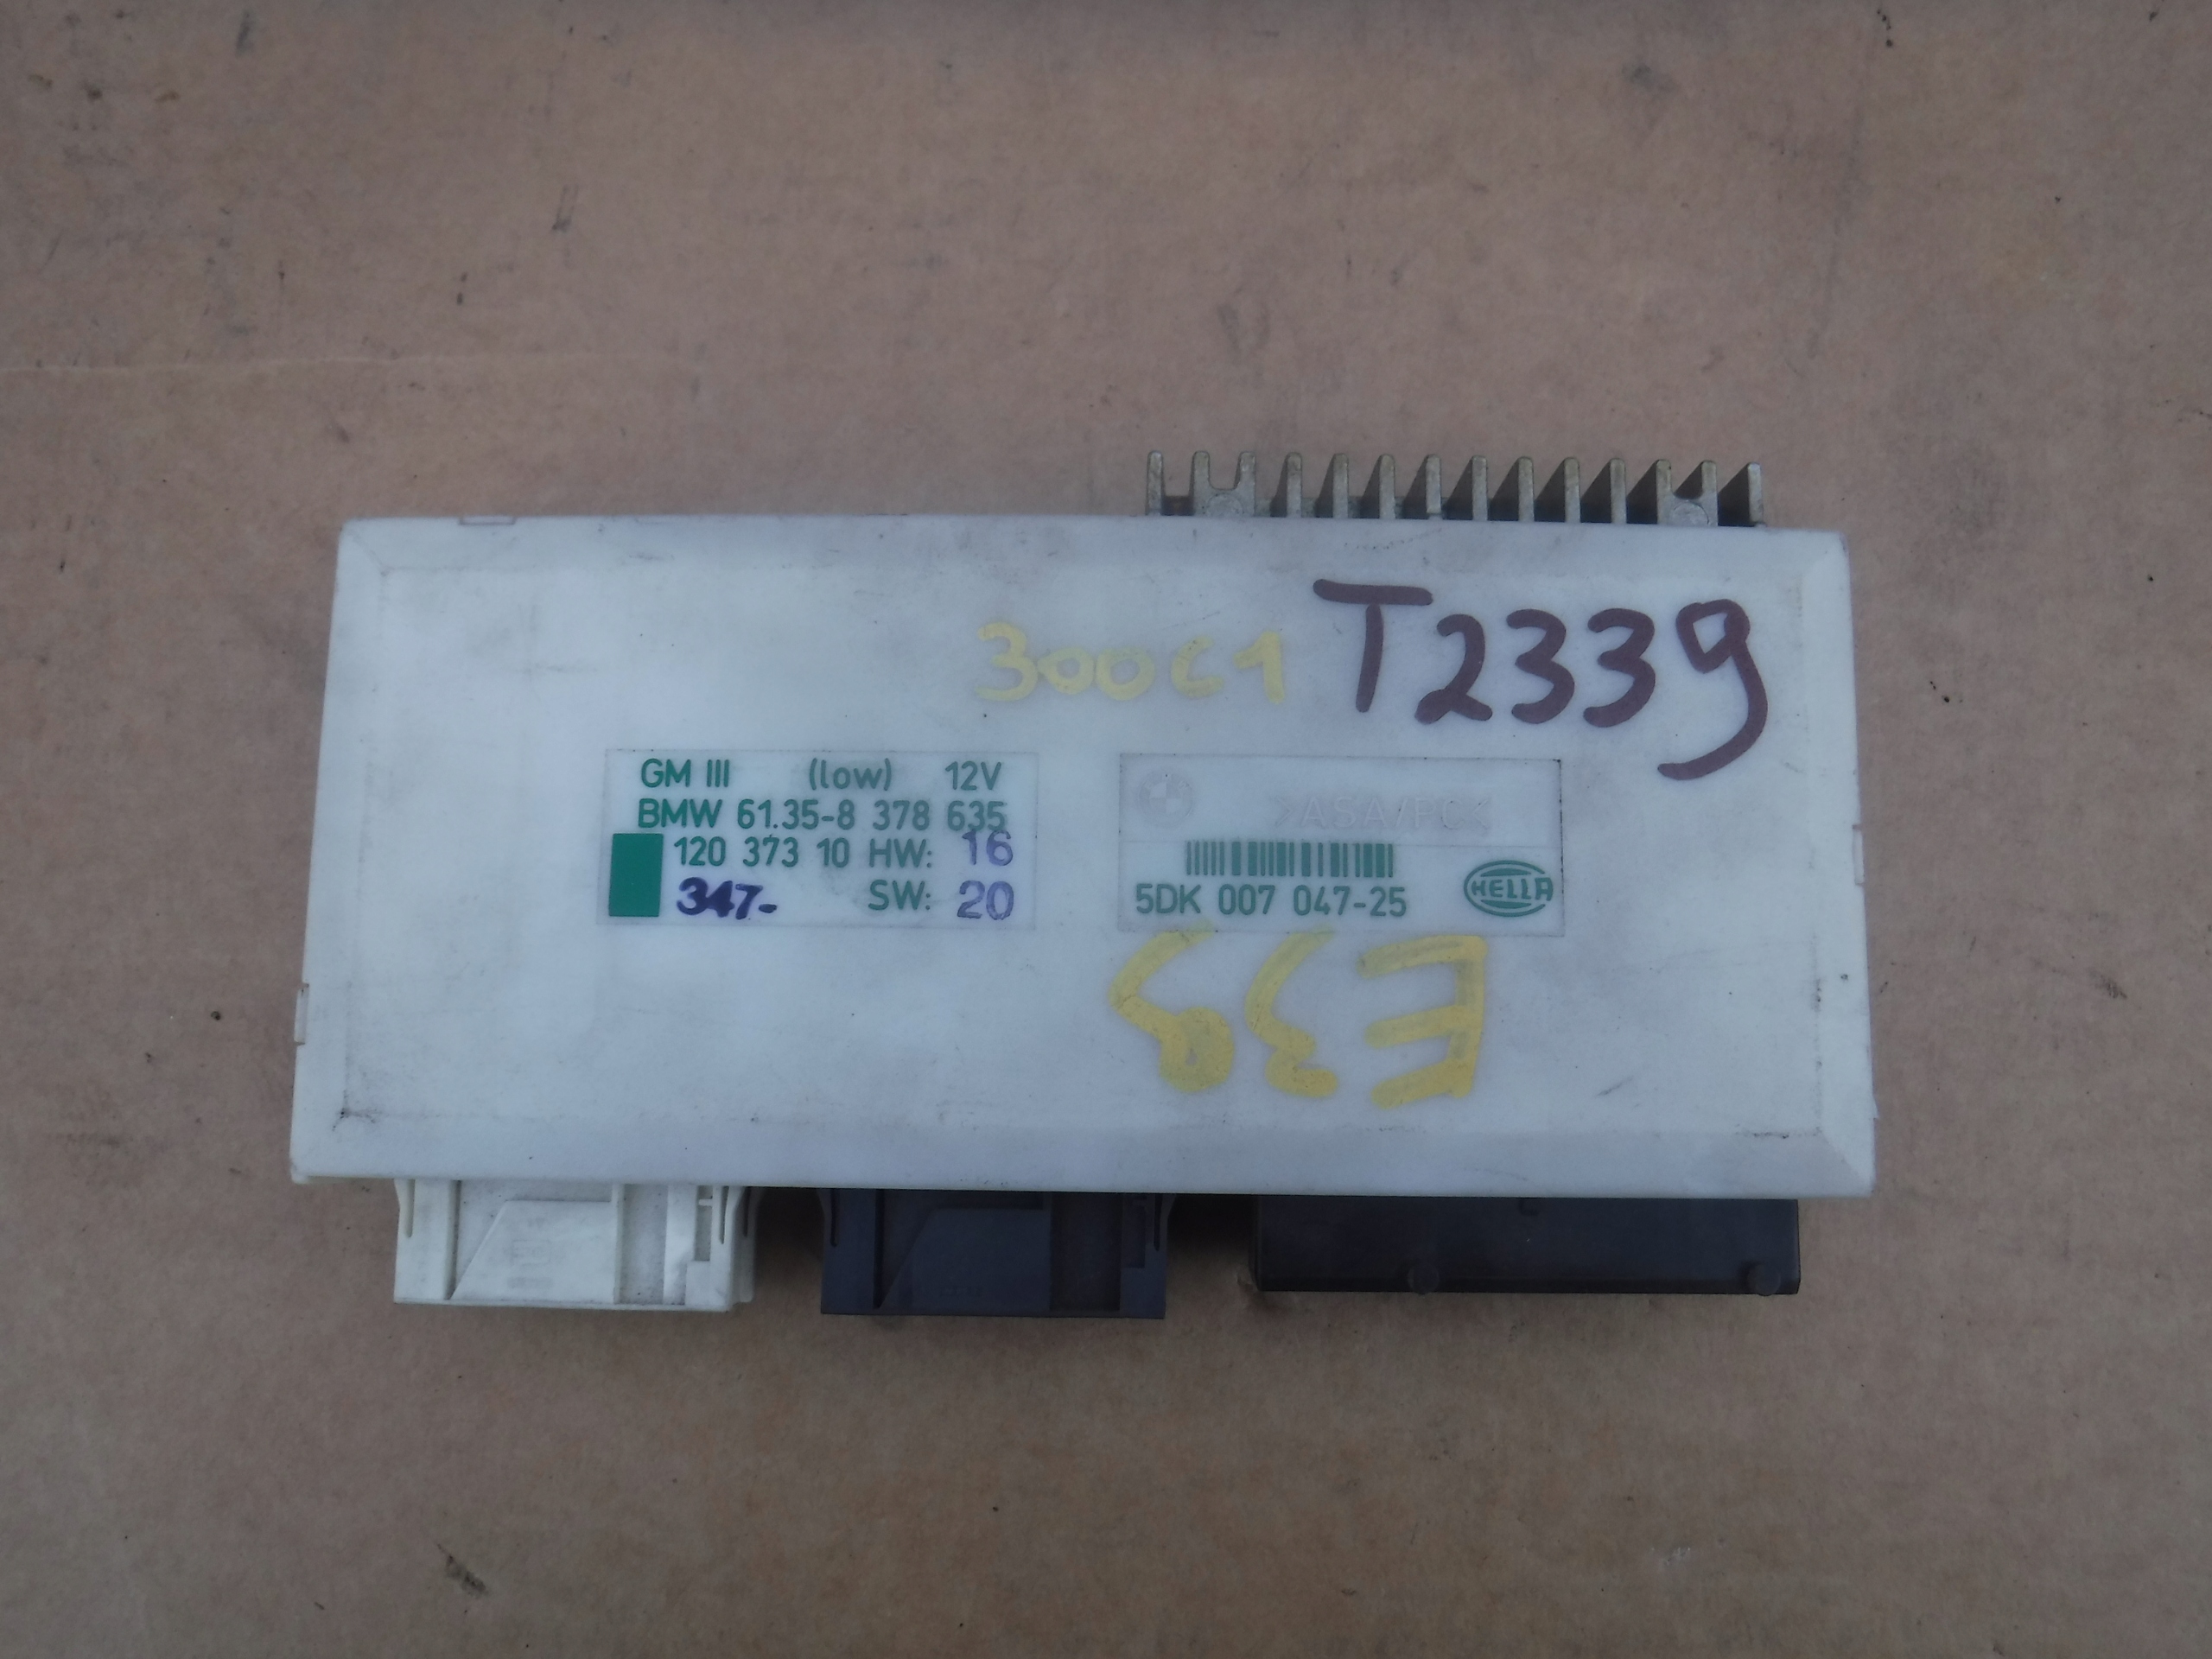 300C1 T2339
GM III (low) 12V
BMW 61.35-8 378 635
120 373 10 HW: 16
347- SW: 20
>ASA/PC<
5DK 007 047-25
HELLA
E39